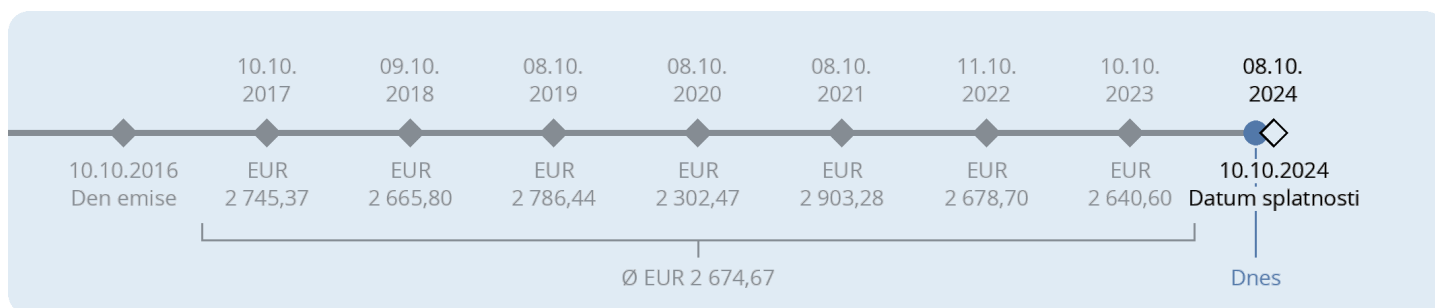 10.10.
2017
09.10.
2018
08.10.
2019
08.10.
2020
08.10.
2021
11.10.
2022
10.10.
2023
08.10.
2024
10.10.2016
Den emise
EUR
2 745,37
EUR
2 665,80
EUR
2 786,44
EUR
2 302,47
EUR
2 903,28
EUR
2 678,70
EUR
2 640,60
10.10.2024
Datum splatnosti
Ø EUR 2 674,67
Dnes